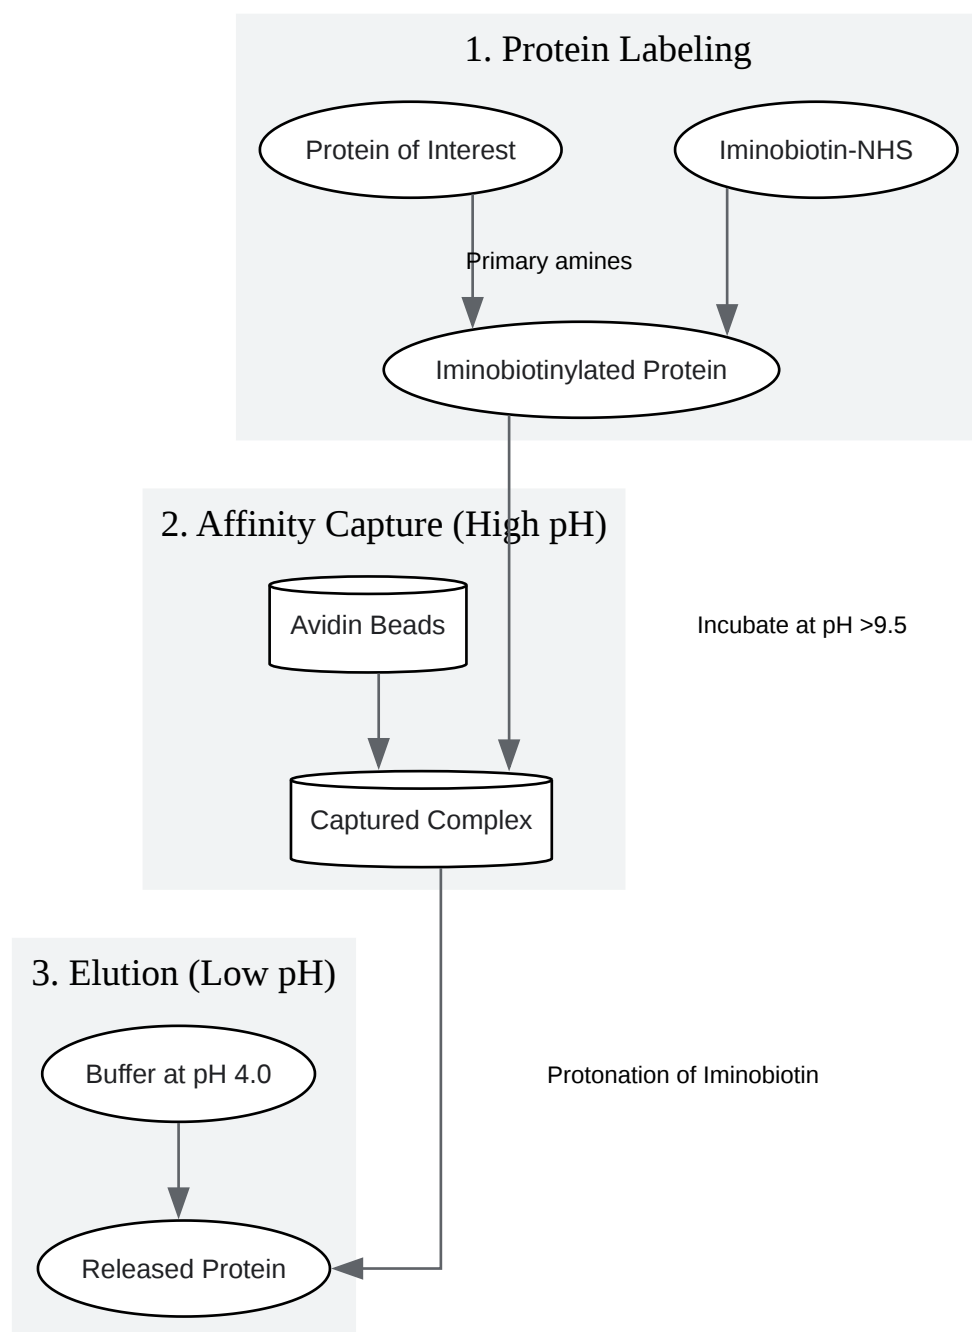 1. Protein Labeling
Protein of Interest
Iminobiotin-NHS
Primary amines
Iminobiotinylated Protein
2. Affinity Capture (High pH)
Avidin Beads
Incubate at pH >9.5
Captured Complex
3. Elution (Low pH)
Buffer at pH 4.0
Protonation of Iminobiotin
Released Protein